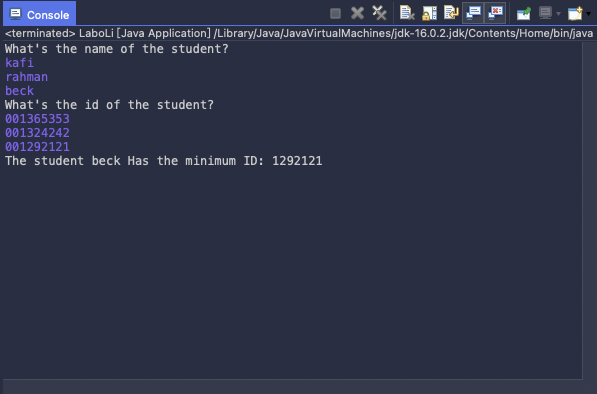 Console
<terminated> LaboLi [Java Application] /Library/Java/JavaVirtualMachines/jdk-16.0.2.jdk/Contents/Home/bin/java
What's the name of the student?
kafi
rahman
beck
What's the id of the student?
001365353
001324242
001292121
The student beck Has the minimum ID: 1292121